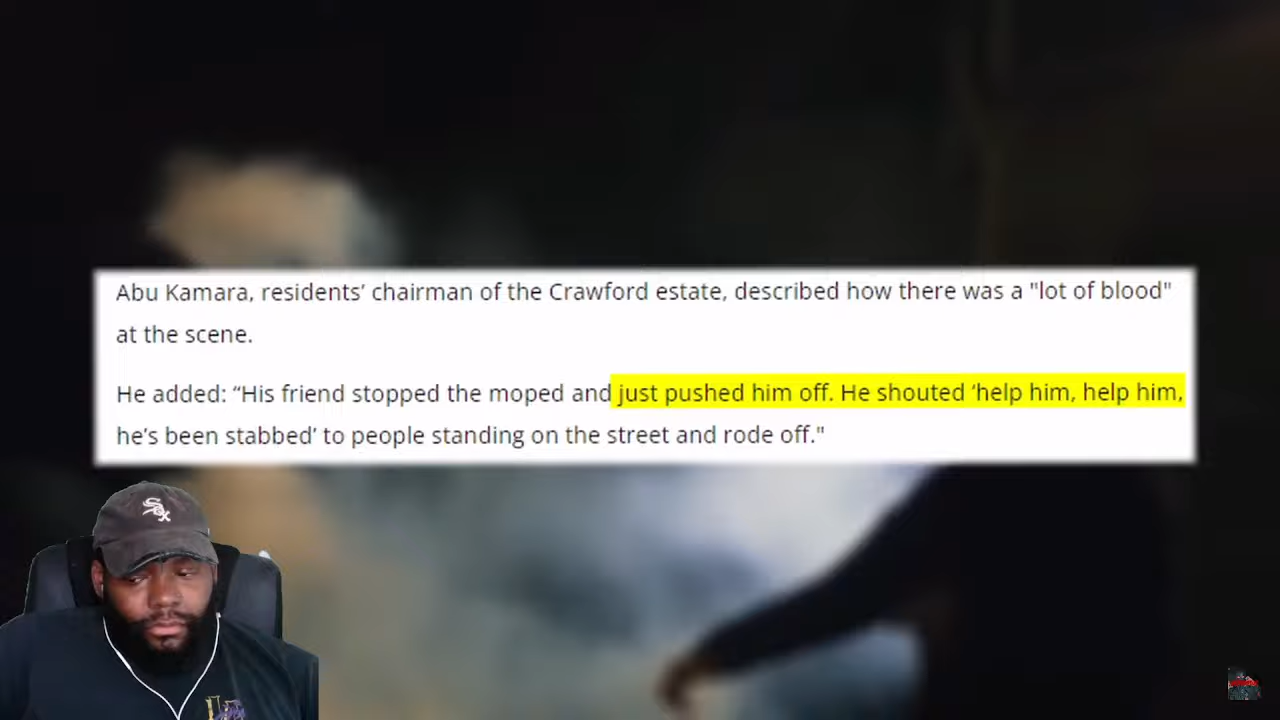 Abu Kamara, residents’ chairman of the Crawford estate, described how there was a "lot of blood"
at the scene.
He added: “His friend stopped the moped and just pushed him off. He shouted ‘help him, help him,
he’s been stabbed’ to people standing on the street and rode off."
Sox